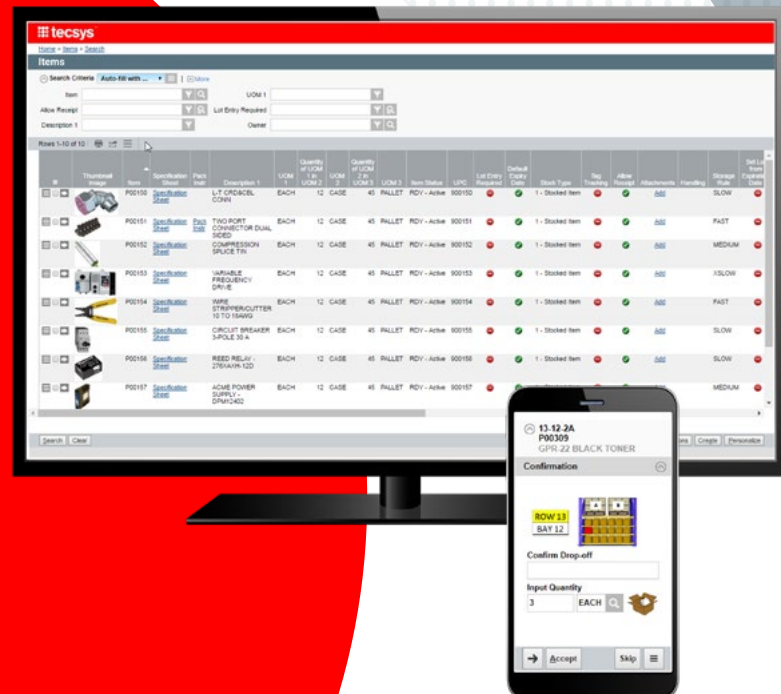 tecsys
Home > Items > Search
Items
Search Criteria Auto-fill with ... More
Item UOM 1
Allow Receipt Lot Entry Required
Description 1 Owner
Rows 1-10 of 10
Thumbnail Image Item Specification Sheet Pack Instr Description 1 UOM 1 Quantity of UOM 1 in UOM 2 UOM 2 Quantity of UOM 2 in UOM 3 UOM 3 Item Status UPC Lot Entry Required Default Expiry Date Stock Type Tag Tracking Allow Receipt Attachments Handling Storage Rule Set Lot from Expiration Date
P00150 Specification Sheet L-T CRD&CBL CONN EACH 12 CASE 45 PALLET RDY - Active 900150 1 - Stocked Item Add SLOW
P00151 Specification Sheet Pack Instr TWO PORT CONNECTOR DUAL SIDED EACH 12 CASE 45 PALLET RDY - Active 900151 1 - Stocked Item Add FAST
P00152 Specification Sheet COMPRESSION SPLICE TIN EACH 12 CASE 45 PALLET RDY - Active 900152 1 - Stocked Item Add MEDIUM
P00153 Specification Sheet VARIABLE FREQUENCY DRIVE EACH 12 CASE 45 PALLET RDY - Active 900153 1 - Stocked Item Add XSLOW
P00154 Specification Sheet WIRE STRIPPER/CUTTER 10 TO 18AWG EACH 12 CASE 45 PALLET RDY - Active 900154 1 - Stocked Item Add FAST
P00155 Specification Sheet CIRCUIT BREAKER 3-POLE 30 A EACH 12 CASE 45 PALLET RDY - Active 900155 1 - Stocked Item Add SLOW
P00156 Specification Sheet REED RELAY - 276XAXH-12D EACH 12 CASE 45 PALLET RDY - Active 900156 1 - Stocked Item Add SLOW
P00157 Specification Sheet ACME POWER SUPPLY - DPM12402 EACH 12 CASE 45 PALLET RDY - Active 900157 1 - Stocked Item Add MEDIUM
Search Clear Create Personalize
13-12-2A
P00309
GPR-22 BLACK TONER
Confirmation
A B
ROW 13
BAY 12
Confirm Drop-off
Input Quantity
3 EACH
Accept Skip